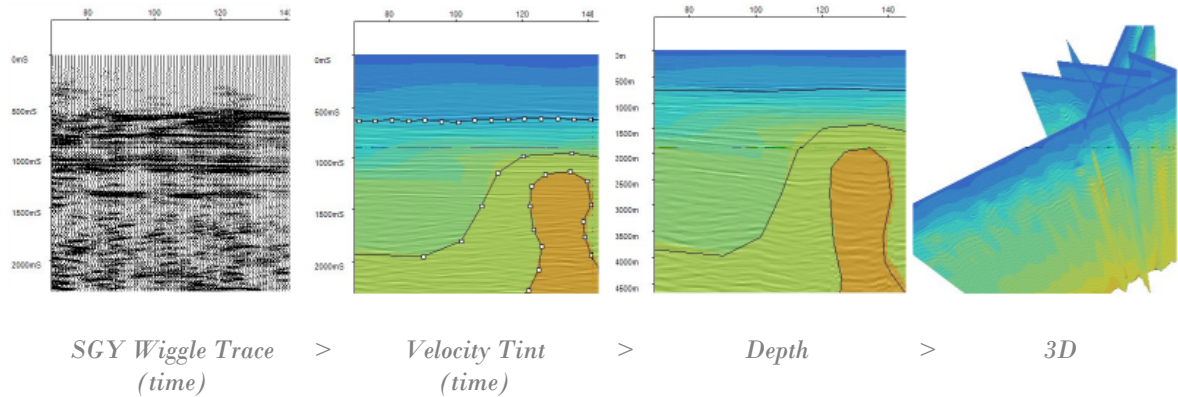 80 100 120 140
80 100 120 146
80 100 120 14
0mS
500mS
1000mS
1500mS
2000mS
0mS
500mS
1000mS
1500mS
2000mS
0m
500m
1000m
1500m
2000m
2500m
3000m
3500m
4000m
4500m
SGY Wiggle Trace > Velocity Tint > Depth > 3D
(time) (time)